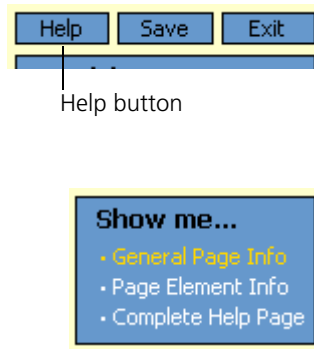 Help Save Exit
Help button
Show me...
• General Page Info
• Page Element Info
• Complete Help Page